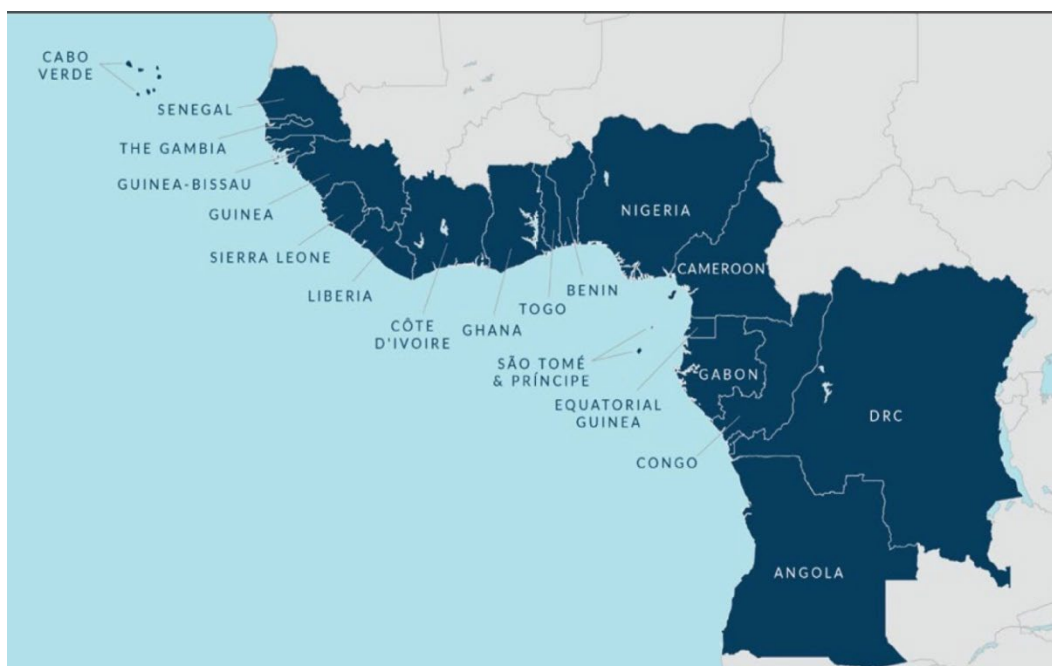 CABO
VERDE
SENEGAL
THE GAMBIA
GUINEA-BISSAU
GUINEA
SIERRA LEONE
LIBERIA
CÔTE
D'IVOIRE
GHANA
TOGO
BENIN
NIGERIA
CAMEROON
SÃO TOMÉ
& PRÍNCIPE
EQUATORIAL
GUINEA
GABON
CONGO
DRC
ANGOLA